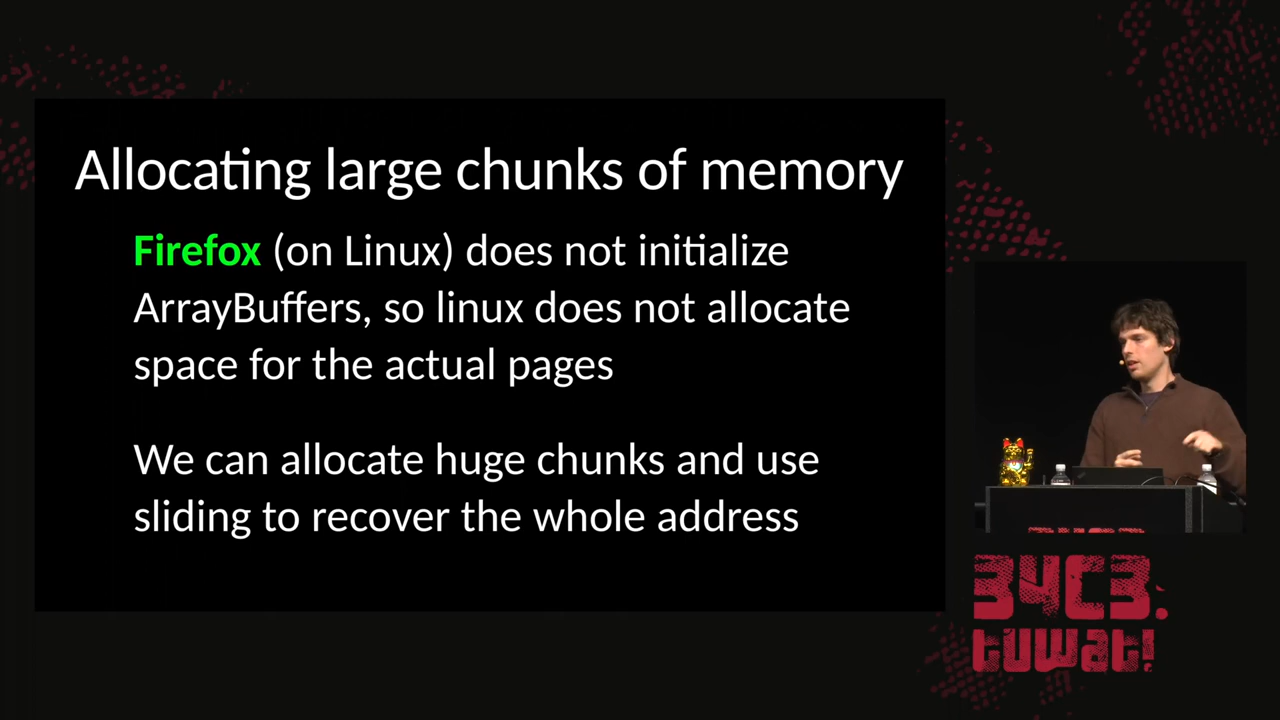 Allocating large chunks of memory
Firefox (on Linux) does not initialize
ArrayBuffers, so linux does not allocate
space for the actual pages
We can allocate huge chunks and use
sliding to recover the whole address
34C3.
tuwat!